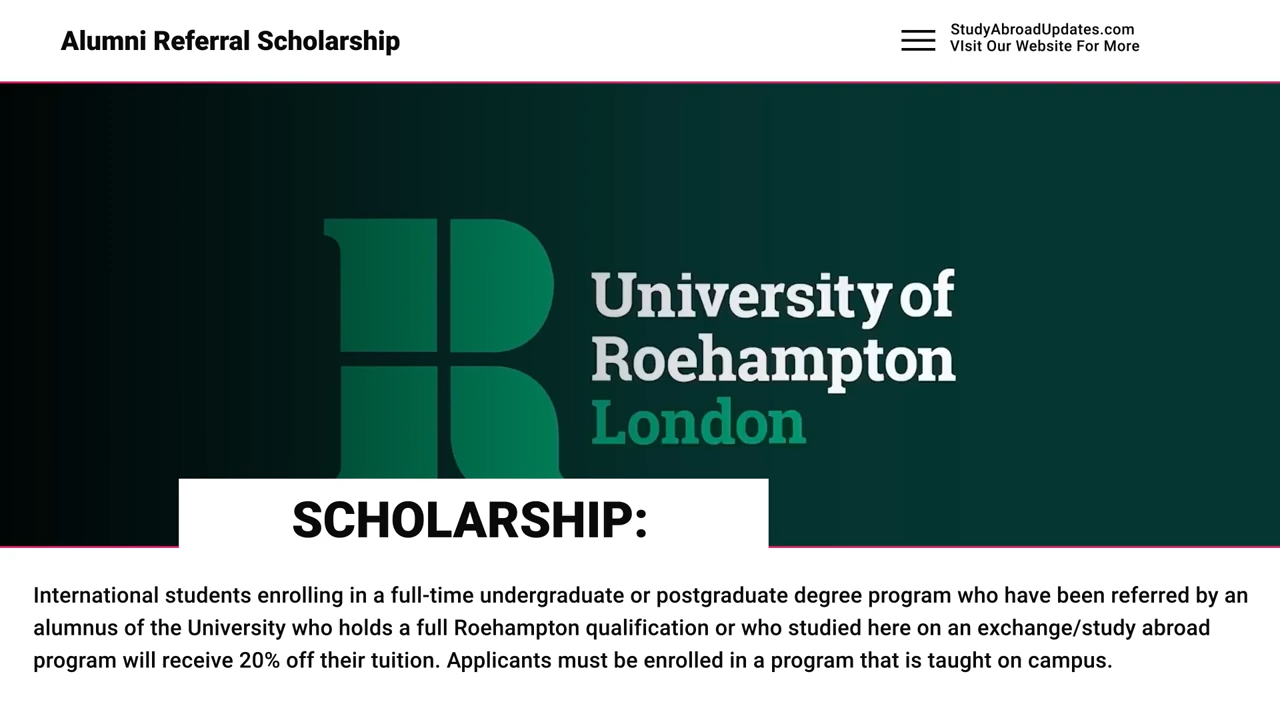 Alumni Referral Scholarship
StudyAbroadUpdates.com
VIsit Our Website For More
University of
Roehampton
London
SCHOLARSHIP:
International students enrolling in a full-time undergraduate or postgraduate degree program who have been referred by an
alumnus of the University who holds a full Roehampton qualification or who studied here on an exchange/study abroad
program will receive 20% off their tuition. Applicants must be enrolled in a program that is taught on campus.